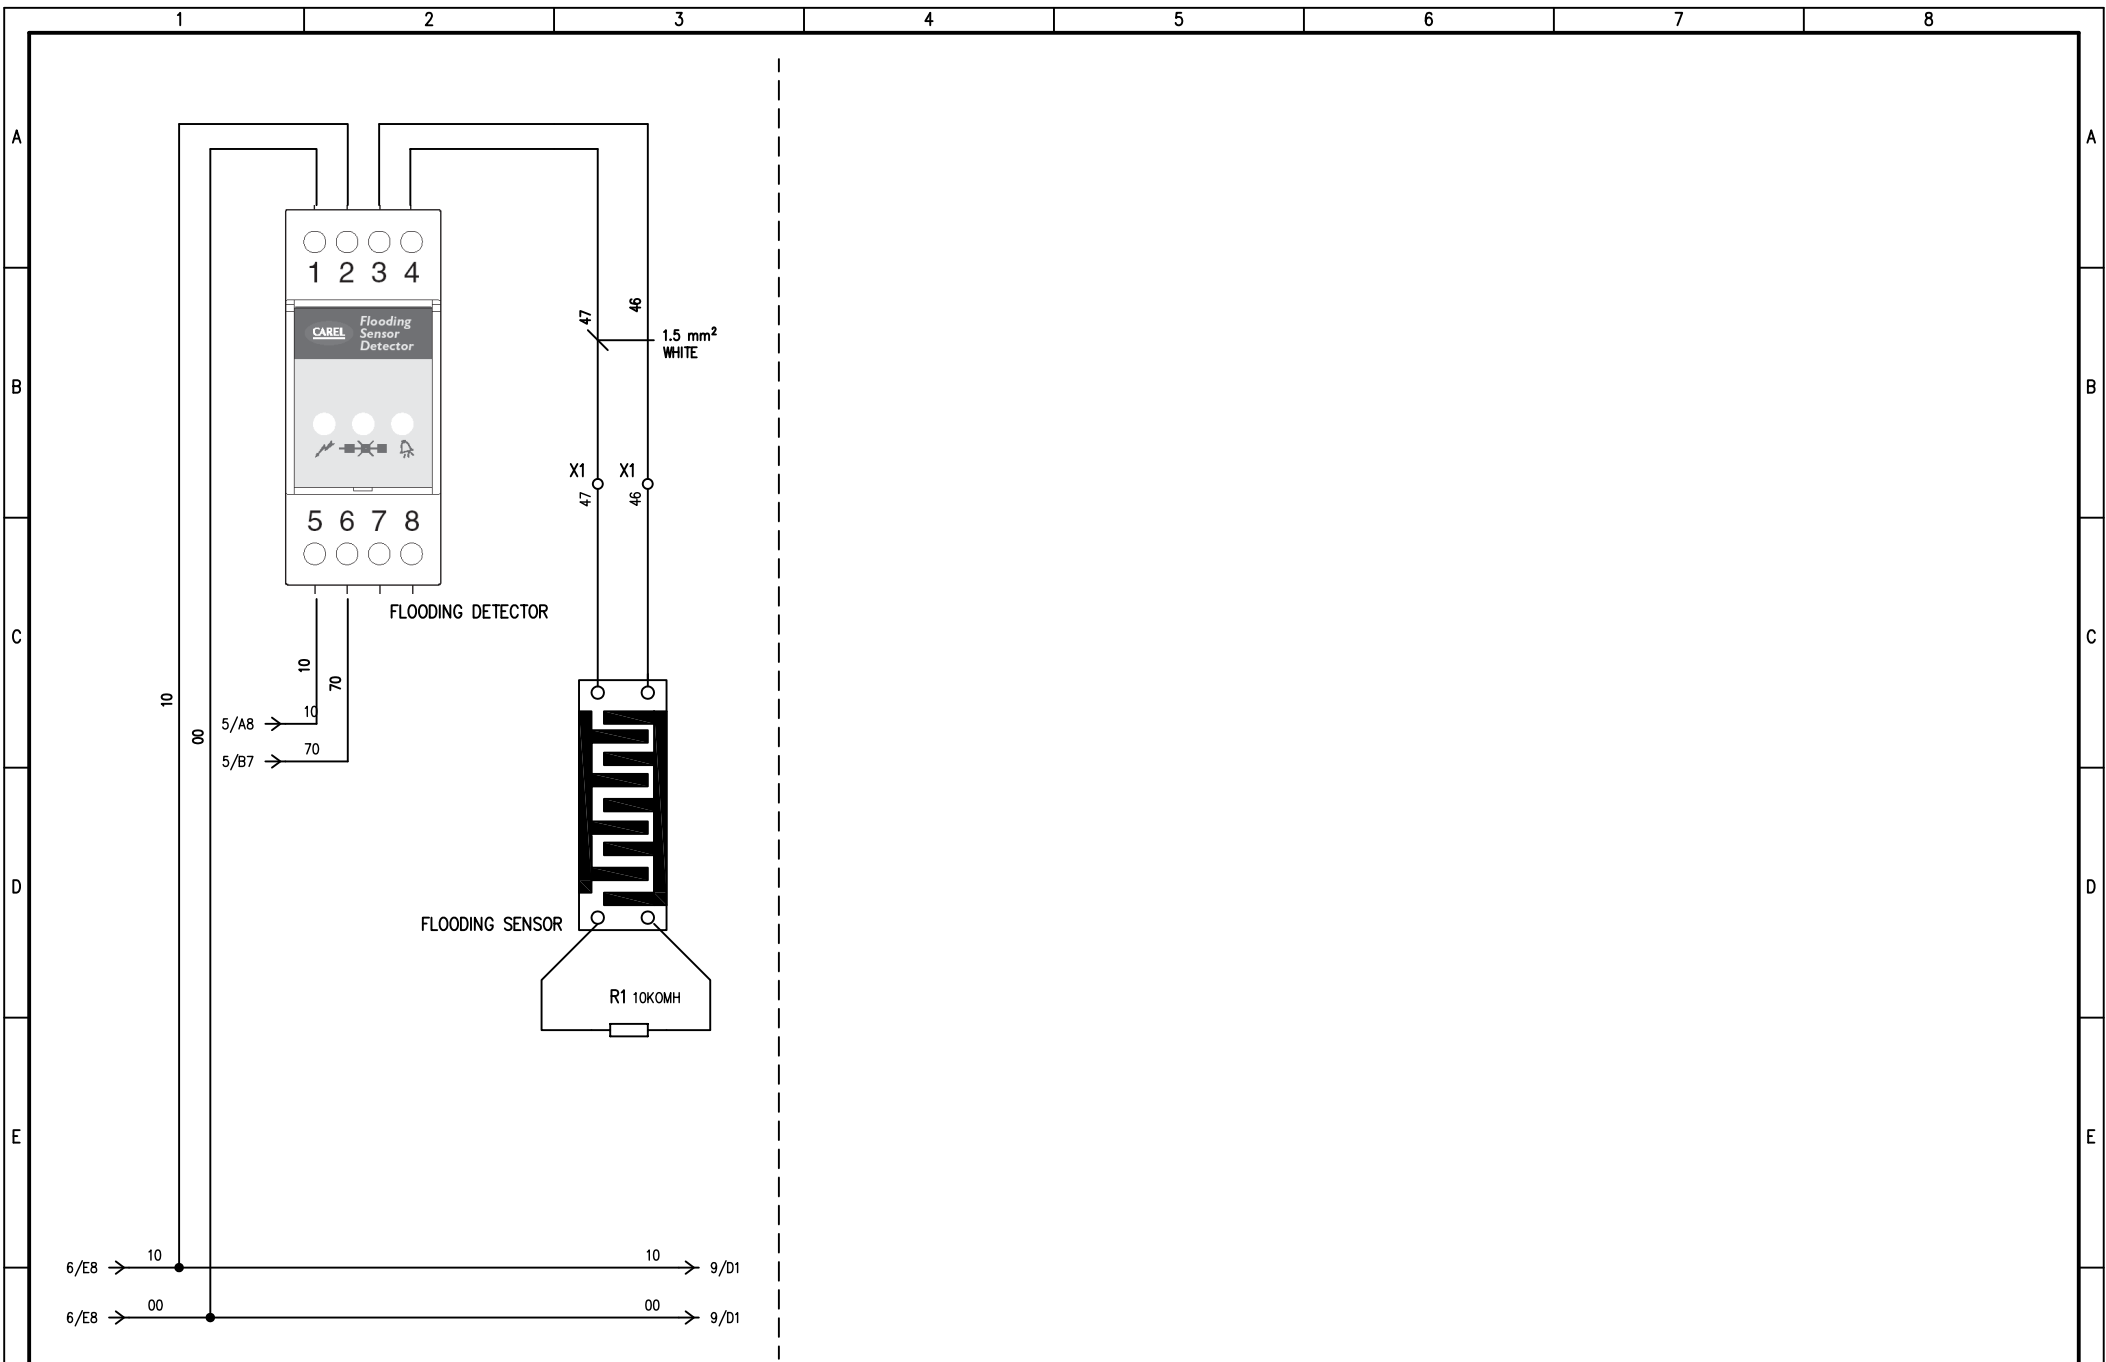 1 2 3 4 5 6 7 8
A A
1 2 3 4
CAREL
Flooding
Sensor
Detector
47
46
1.5 mm²
WHITE
B B
X1 X1
47 46
5 6 7 8
FLOODING DETECTOR
C C
10
70
10
00
5/A8 10
5/B7 70
D D
FLOODING SENSOR
R1 10KOMH
E E
6/E8 10 10 9/D1
6/E8 00 00 9/D1